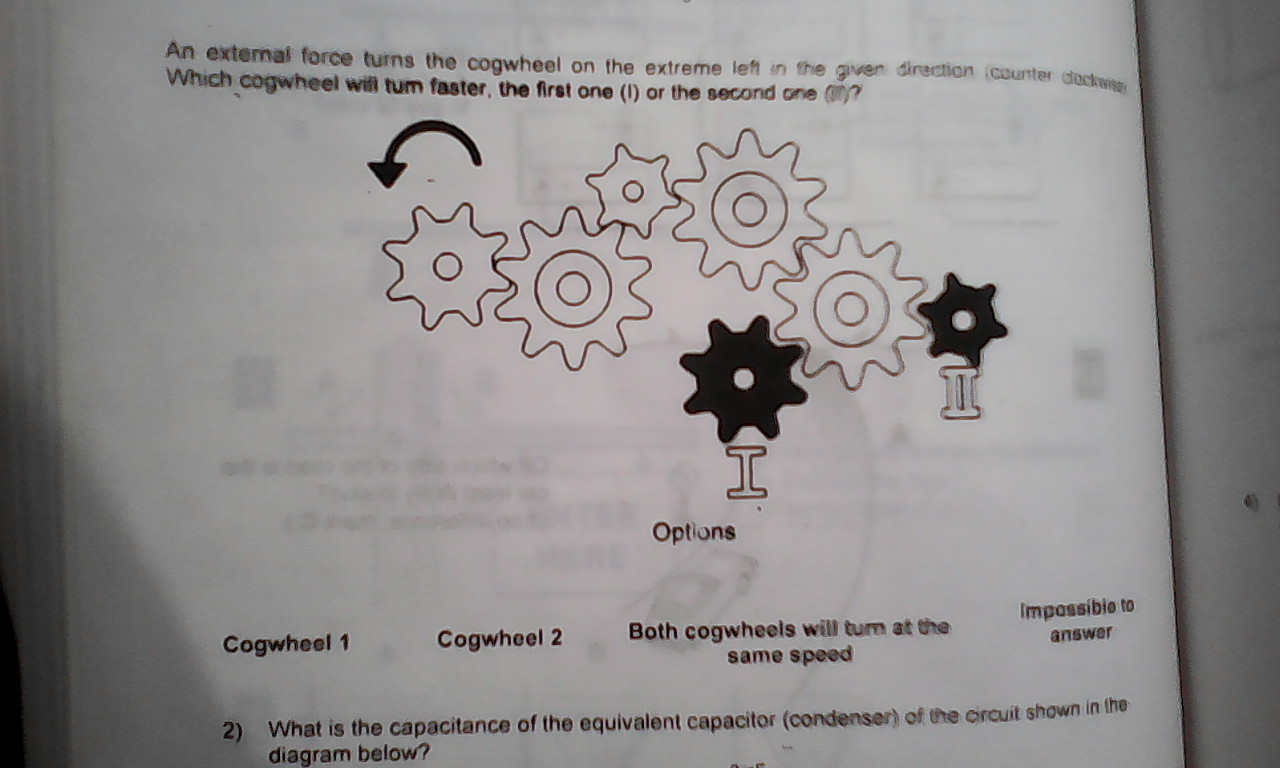 An external force turns the cogwheel on the extreme left in the given direction (counter clockwise)
Which cogwheel will turn faster, the first one (I) or the second one (II)?
II
I
Options
Cogwheel 1
Cogwheel 2
Both cogwheels will turn at the
same speed
Impossible to
answer
2) What is the capacitance of the equivalent capacitor (condenser) of the circuit shown in the
diagram below?
4)